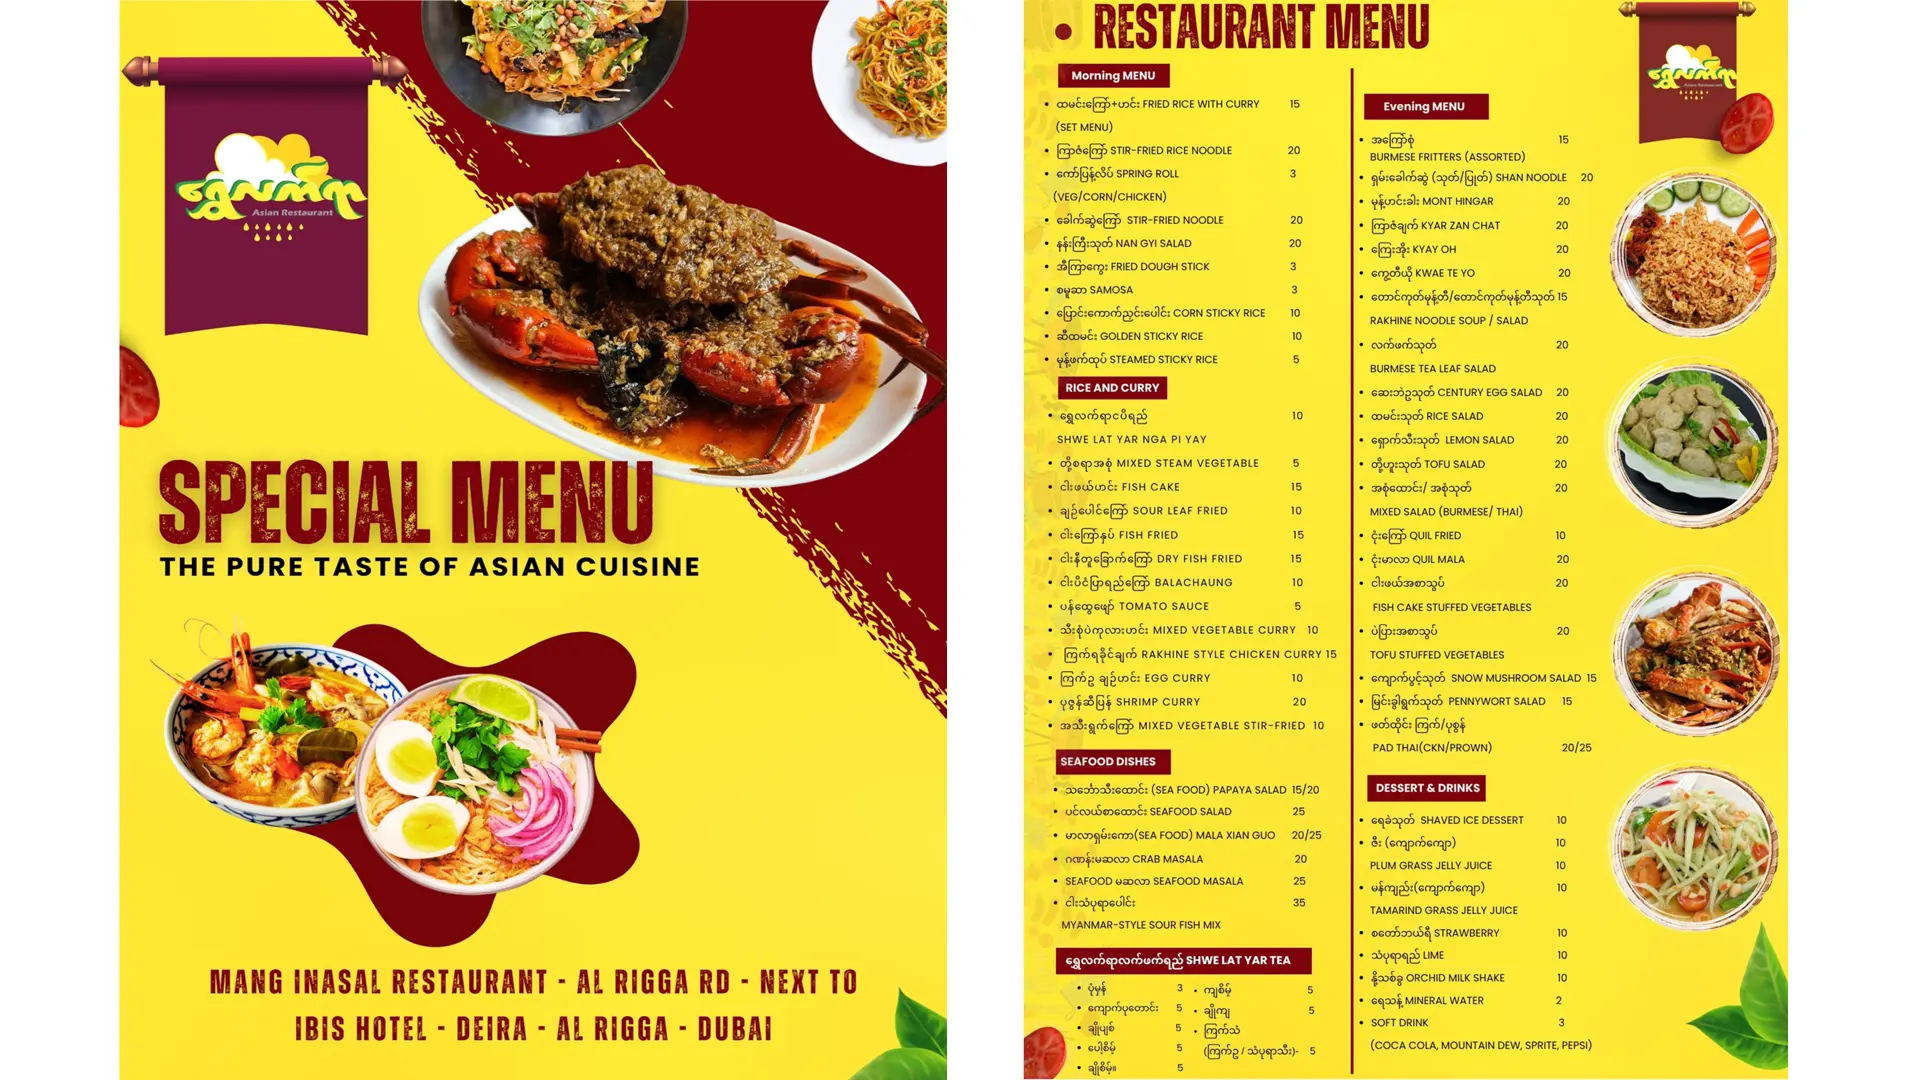 ရွှေလက်ရာ
Asian Restaurant
SPECIAL MENU
THE PURE TASTE OF ASIAN CUISINE
MANG INASAL RESTAURANT - AL RIGGA RD - NEXT TO
IBIS HOTEL - DEIRA - AL RIGGA - DUBAI
• RESTAURANT MENU
ရွှေလက်ရာ
Asian Restaurant
Morning MENU
• ထမင်းကြော်+ဟင်း FRIED RICE WITH CURRY 15
(SET MENU)
• ကြာဇံကြော် STIR-FRIED RICE NOODLE 20
• ကော်ပြန့်လိပ် SPRING ROLL 3
(VEG/CORN/CHICKEN)
• ခေါက်ဆွဲကြော် STIR-FRIED NOODLE 20
• နန်းကြီးသုတ် NAN GYI SALAD 20
• အီကြာကွေး FRIED DOUGH STICK 3
• စမူဆာ SAMOSA 3
• ပြောင်းကောက်ညှင်းပေါင်း CORN STICKY RICE 10
• ဆီထမင်း GOLDEN STICKY RICE 10
• မုန့်ဖက်ထုပ် STEAMED STICKY RICE 5
RICE AND CURRY
• ရွှေလက်ရာငပိရည် 10
SHWE LAT YAR NGA PI YAY
• တို့စရာအစုံ MIXED STEAM VEGETABLE 5
• ငါးဖယ်ဟင်း FISH CAKE 15
• ချဉ်ပေါင်ကြော် SOUR LEAF FRIED 10
• ငါးကြော်နှပ် FISH FRIED 15
• ငါးနီတူခြောက်ကြော် DRY FISH FRIED 15
• ငါးပိငံပြာရည်ကြော် BALACHAUNG 10
• ပန်ထွေဖျော် TOMATO SAUCE 5
• သီးစုံပဲကုလားဟင်း MIXED VEGETABLE CURRY 10
• ကြက်ရခိုင်ချက် RAKHINE STYLE CHICKEN CURRY 15
• ကြက်ဥ ချဉ်ဟင်း EGG CURRY 10
• ပုဇွန်ဆီပြန် SHRIMP CURRY 20
• အသီးရွက်ကြော် MIXED VEGETABLE STIR-FRIED 10
SEAFOOD DISHES
• သင်္ဘောသီးထောင်း (SEA FOOD) PAPAYA SALAD 15/20
• ပင်လယ်စာထောင်း SEAFOOD SALAD 25
• မာလာရှမ်းကော(SEA FOOD) MALA XIAN GUO 20/25
• ဂဏန်းမဆလာ CRAB MASALA 20
• SEAFOOD မဆလာ SEAFOOD MASALA 25
• ငါးသံပုရာပေါင်း 35
MYANMAR-STYLE SOUR FISH MIX
ရွှေလက်ရာလက်ဖက်ရည် SHWE LAT YAR TEA
• ပုံမှန် 3
• ကျောက်ပုတောင်း 5
• ချိုပျစ် 5
• ပေါ့စိမ့် 5
• ချိုစိမ့်။ 5
• ကျစိမ့် 5
• ချိုကျ 5
• ကြက်သံ
(ကြက်ဥ / သံပုရာသီး)- 5
Evening MENU
• အကြော်စုံ 15
BURMESE FRITTERS (ASSORTED)
• ရှမ်းခေါက်ဆွဲ (သုတ်/ပြုတ်) SHAN NOODLE 20
• မုန့်ဟင်းခါး MONT HINGAR 20
• ကြာဇံချက် KYAR ZAN CHAT 20
• ကြေးအိုး KYAY OH 20
• ကွေ့တီယို KWAE TE YO 20
• တောင်ကုတ်မုန့်တီ/တောင်ကုတ်မုန့်တီသုတ် 15
RAKHINE NOODLE SOUP / SALAD
• လက်ဖက်သုတ် 20
BURMESE TEA LEAF SALAD
• ဆေးဘဲဥသုတ် CENTURY EGG SALAD 20
• ထမင်းသုတ် RICE SALAD 20
• ရှောက်သီးသုတ် LEMON SALAD 20
• တို့ဟူးသုတ် TOFU SALAD 20
• အစုံထောင်း/ အစုံသုတ် 20
MIXED SALAD (BURMESE/ THAI)
• ငုံးကြော် QUIL FRIED 10
• ငုံးမာလာ QUIL MALA 20
• ငါးဖယ်အစာသွပ် 20
FISH CAKE STUFFED VEGETABLES
• ပဲပြားအစာသွပ် 20
TOFU STUFFED VEGETABLES
• ကျောက်ပွင့်သုတ် SNOW MUSHROOM SALAD 15
• မြင်းခွါရွက်သုတ် PENNYWORT SALAD 15
• ဖတ်ထိုင်း ကြက်/ပုစွန်
PAD THAI(CKN/PROWN) 20/25
DESSERT & DRINKS
• ရေခဲသုတ် SHAVED ICE DESSERT 10
• ဇီး (ကျောက်ကျော) 10
PLUM GRASS JELLY JUICE 10
• မန်ကျည်း(ကျောက်ကျော) 10
TAMARIND GRASS JELLY JUICE
• စတော်ဘယ်ရီ STRAWBERRY 10
• သံပုရာရည် LIME 10
• နို့သစ်ခွ ORCHID MILK SHAKE 10
• ရေသန့် MINERAL WATER 2
• SOFT DRINK 3
(COCA COLA, MOUNTAIN DEW, SPRITE, PEPSI)